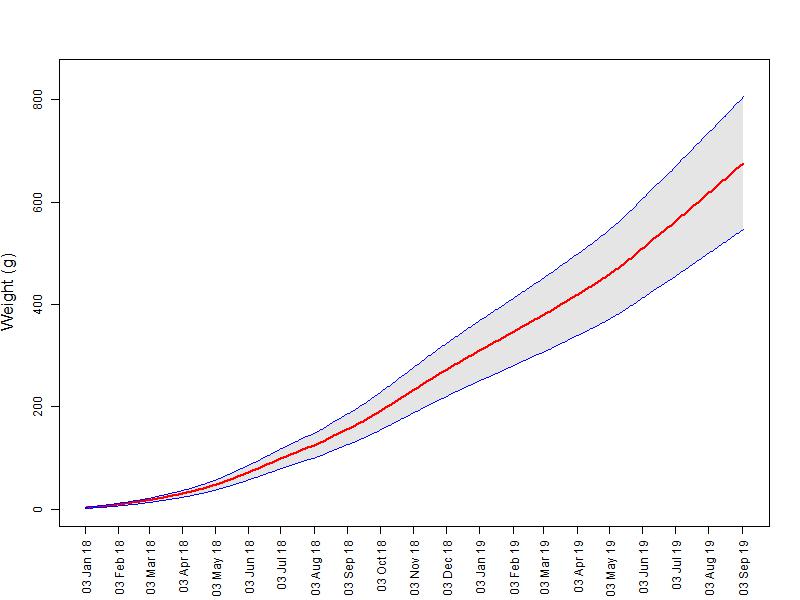 Weight (g)
800
600
400
200
0
03 Jan 18
03 Feb 18
03 Mar 18
03 Apr 18
03 May 18
03 Jun 18
03 Jul 18
03 Aug 18
03 Sep 18
03 Oct 18
03 Nov 18
03 Dec 18
03 Jan 19
03 Feb 19
03 Mar 19
03 Apr 19
03 May 19
03 Jun 19
03 Jul 19
03 Aug 19
03 Sep 19